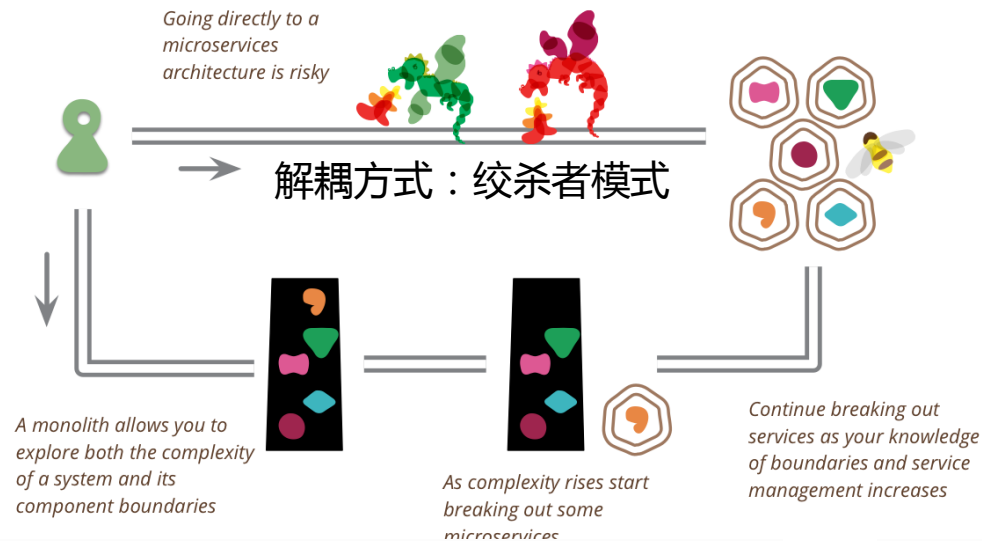 Going directly to a
microservices
architecture is risky
解耦方式：绞杀者模式
A monolith allows you to
explore both the complexity
of a system and its
component boundaries
As complexity rises start
breaking out some
microservices
Continue breaking out
services as your knowledge
of boundaries and service
management increases